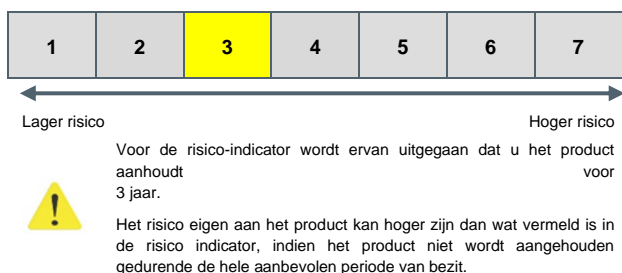 1 2 3 4 5 6 7
Lager risico Hoger risico
Voor de risico-indicator wordt ervan uitgegaan dat u het product
aanhoudt voor
3 jaar.
Het risico eigen aan het product kan hoger zijn dan wat vermeld is in
de risico indicator, indien het product niet wordt aangehouden
gedurende de hele aanbevolen periode van bezit.